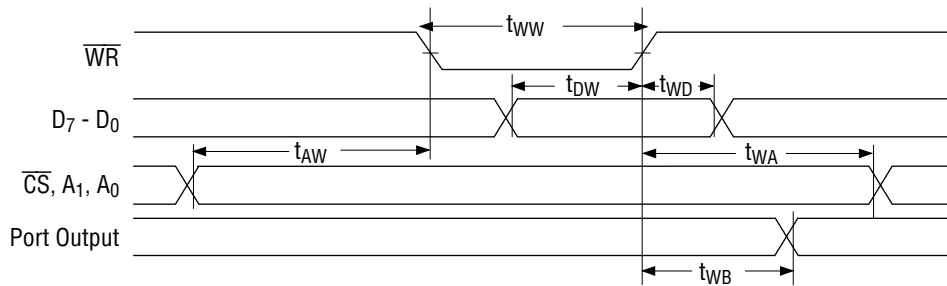 tWW
WR
tDW
tWD
D7 - D0
tAW
tWA
CS, A1, A0
Port Output
tWB